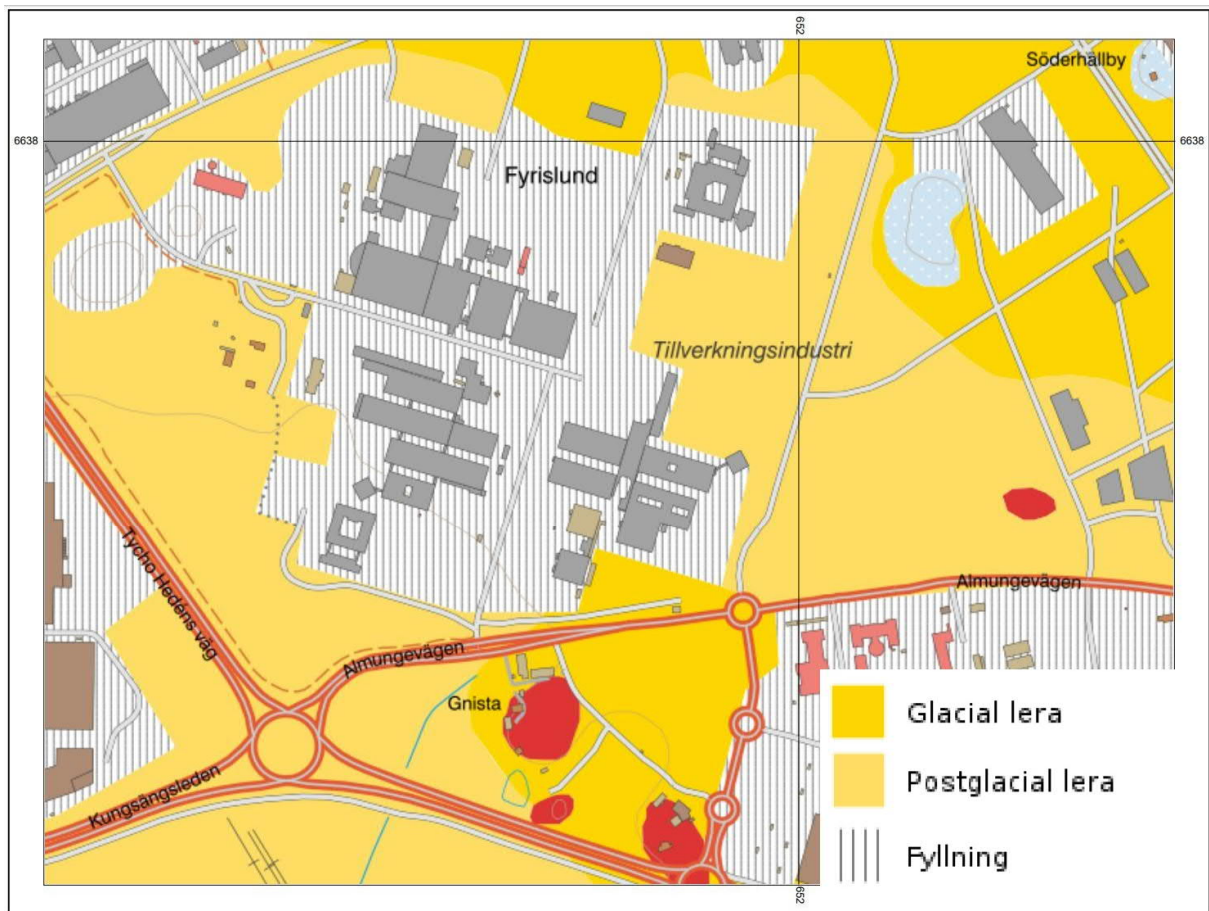 652
Söderhällby
6638
6638
Fyrislund
Tillverkningsindustri
Tycho Hedéns väg
Almungevägen
Almungevägen
Gnista
Kungsängsleden
Glacial lera
Postglacial lera
Fyllning
652